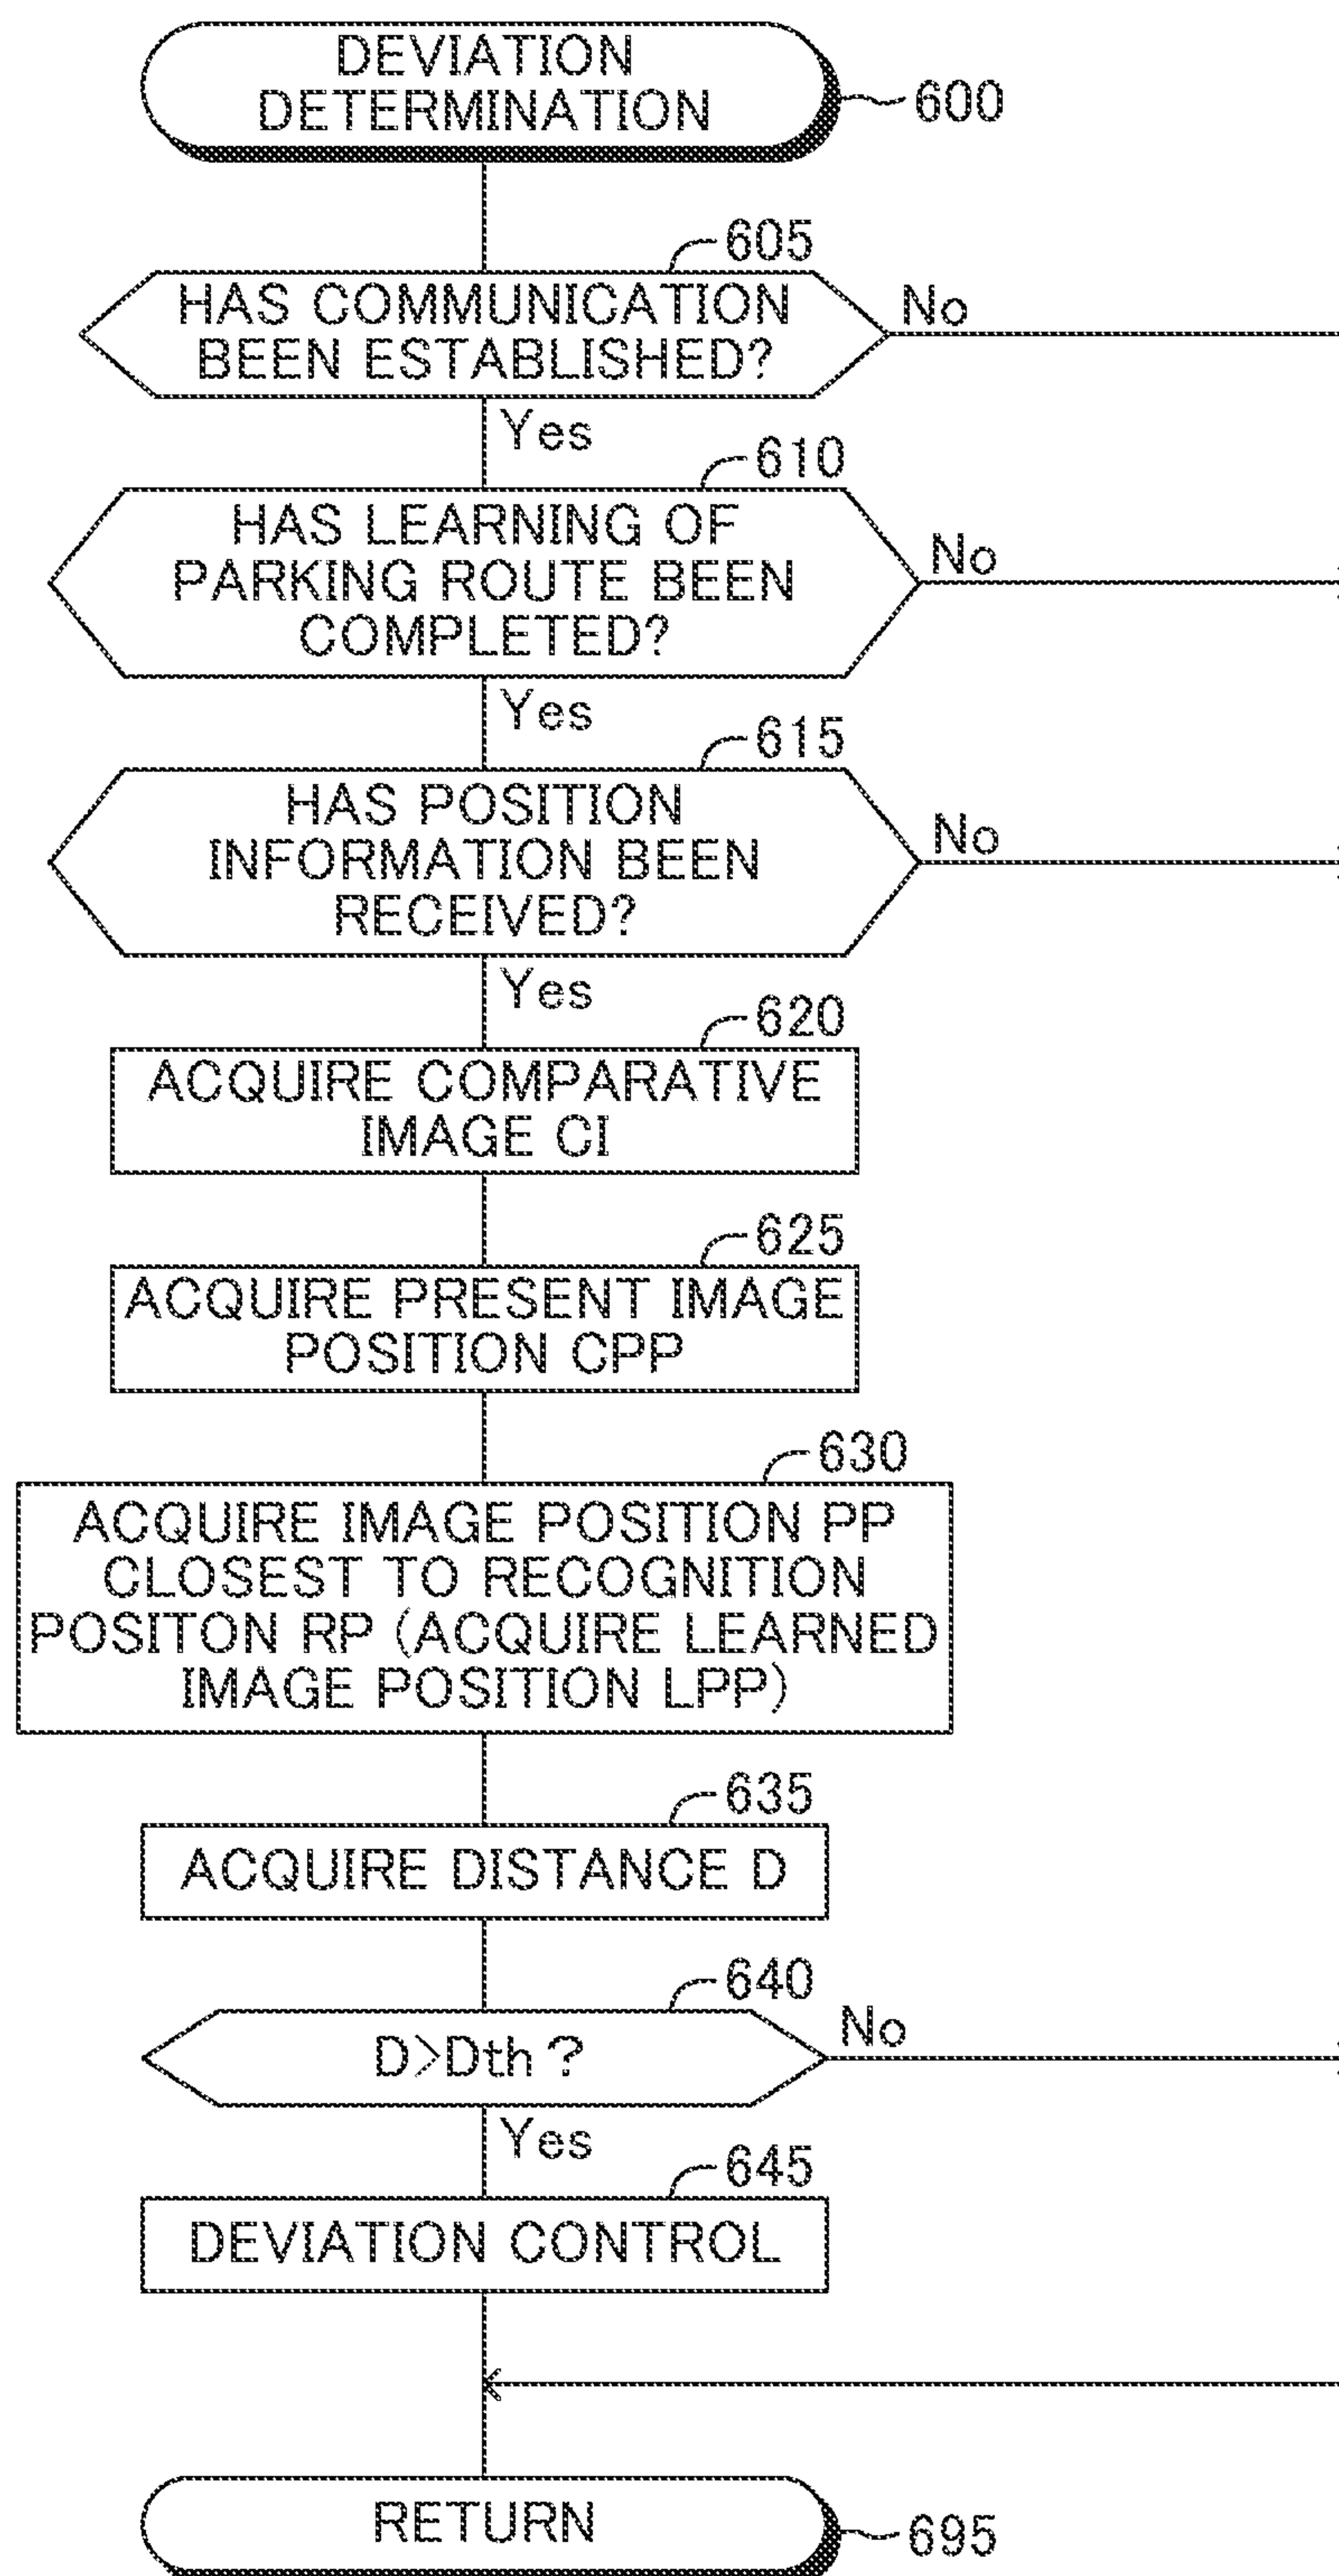 DEVIATION
DETERMINATION
600
605
HAS COMMUNICATION
BEEN ESTABLISHED?
No
Yes
610
HAS LEARNING OF
PARKING ROUTE BEEN
COMPLETED?
No
Yes
615
HAS POSITION
INFORMATION BEEN
RECEIVED?
No
Yes
620
ACQUIRE COMPARATIVE
IMAGE CI
625
ACQUIRE PRESENT IMAGE
POSITION CPP
630
ACQUIRE IMAGE POSITION PP
CLOSEST TO RECOGNITION
POSITON RP (ACQUIRE LEARNED
IMAGE POSITION LPP)
635
ACQUIRE DISTANCE D
640
D>Dth ?
No
Yes
645
DEVIATION CONTROL
RETURN
695